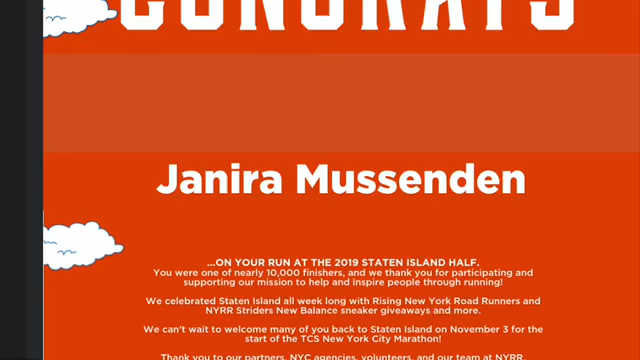 CONGRATS
Janira Mussenden
...ON YOUR RUN AT THE 2019 STATEN ISLAND HALF.
You were one of nearly 10,000 finishers, and we thank you for participating and
supporting our mission to help and inspire people through running!
We celebrated Staten Island all week long with Rising New York Road Runners and
NYRR Striders New Balance sneaker giveaways and more.
We can't wait to welcome many of you back to Staten Island on November 3 for the
start of the TCS New York City Marathon!
Thank you to our partners, NYC agencies, volunteers, and our team at NYRR.